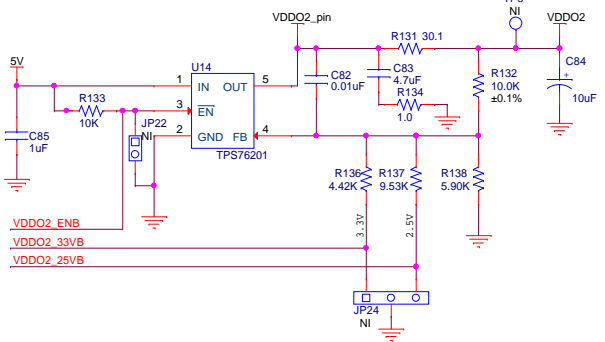 NI
VDDO2_pin
VDDO2
R131 30.1
5V
U14
C83
4.7uF
C84
10uF
1 IN OUT 5
C82
0.01uF
R132
10.0K
±0.1%
R133
10K
3 EN
R134
1.0
JP22
NI
2 GND FB 4
C85
1uF
TPS76201
R136
4.42K
R137
9.53K
R138
5.90K
VDDO2_ENB
3.3V
2.5V
VDDO2_33VB
VDDO2_25VB
JP24
NI